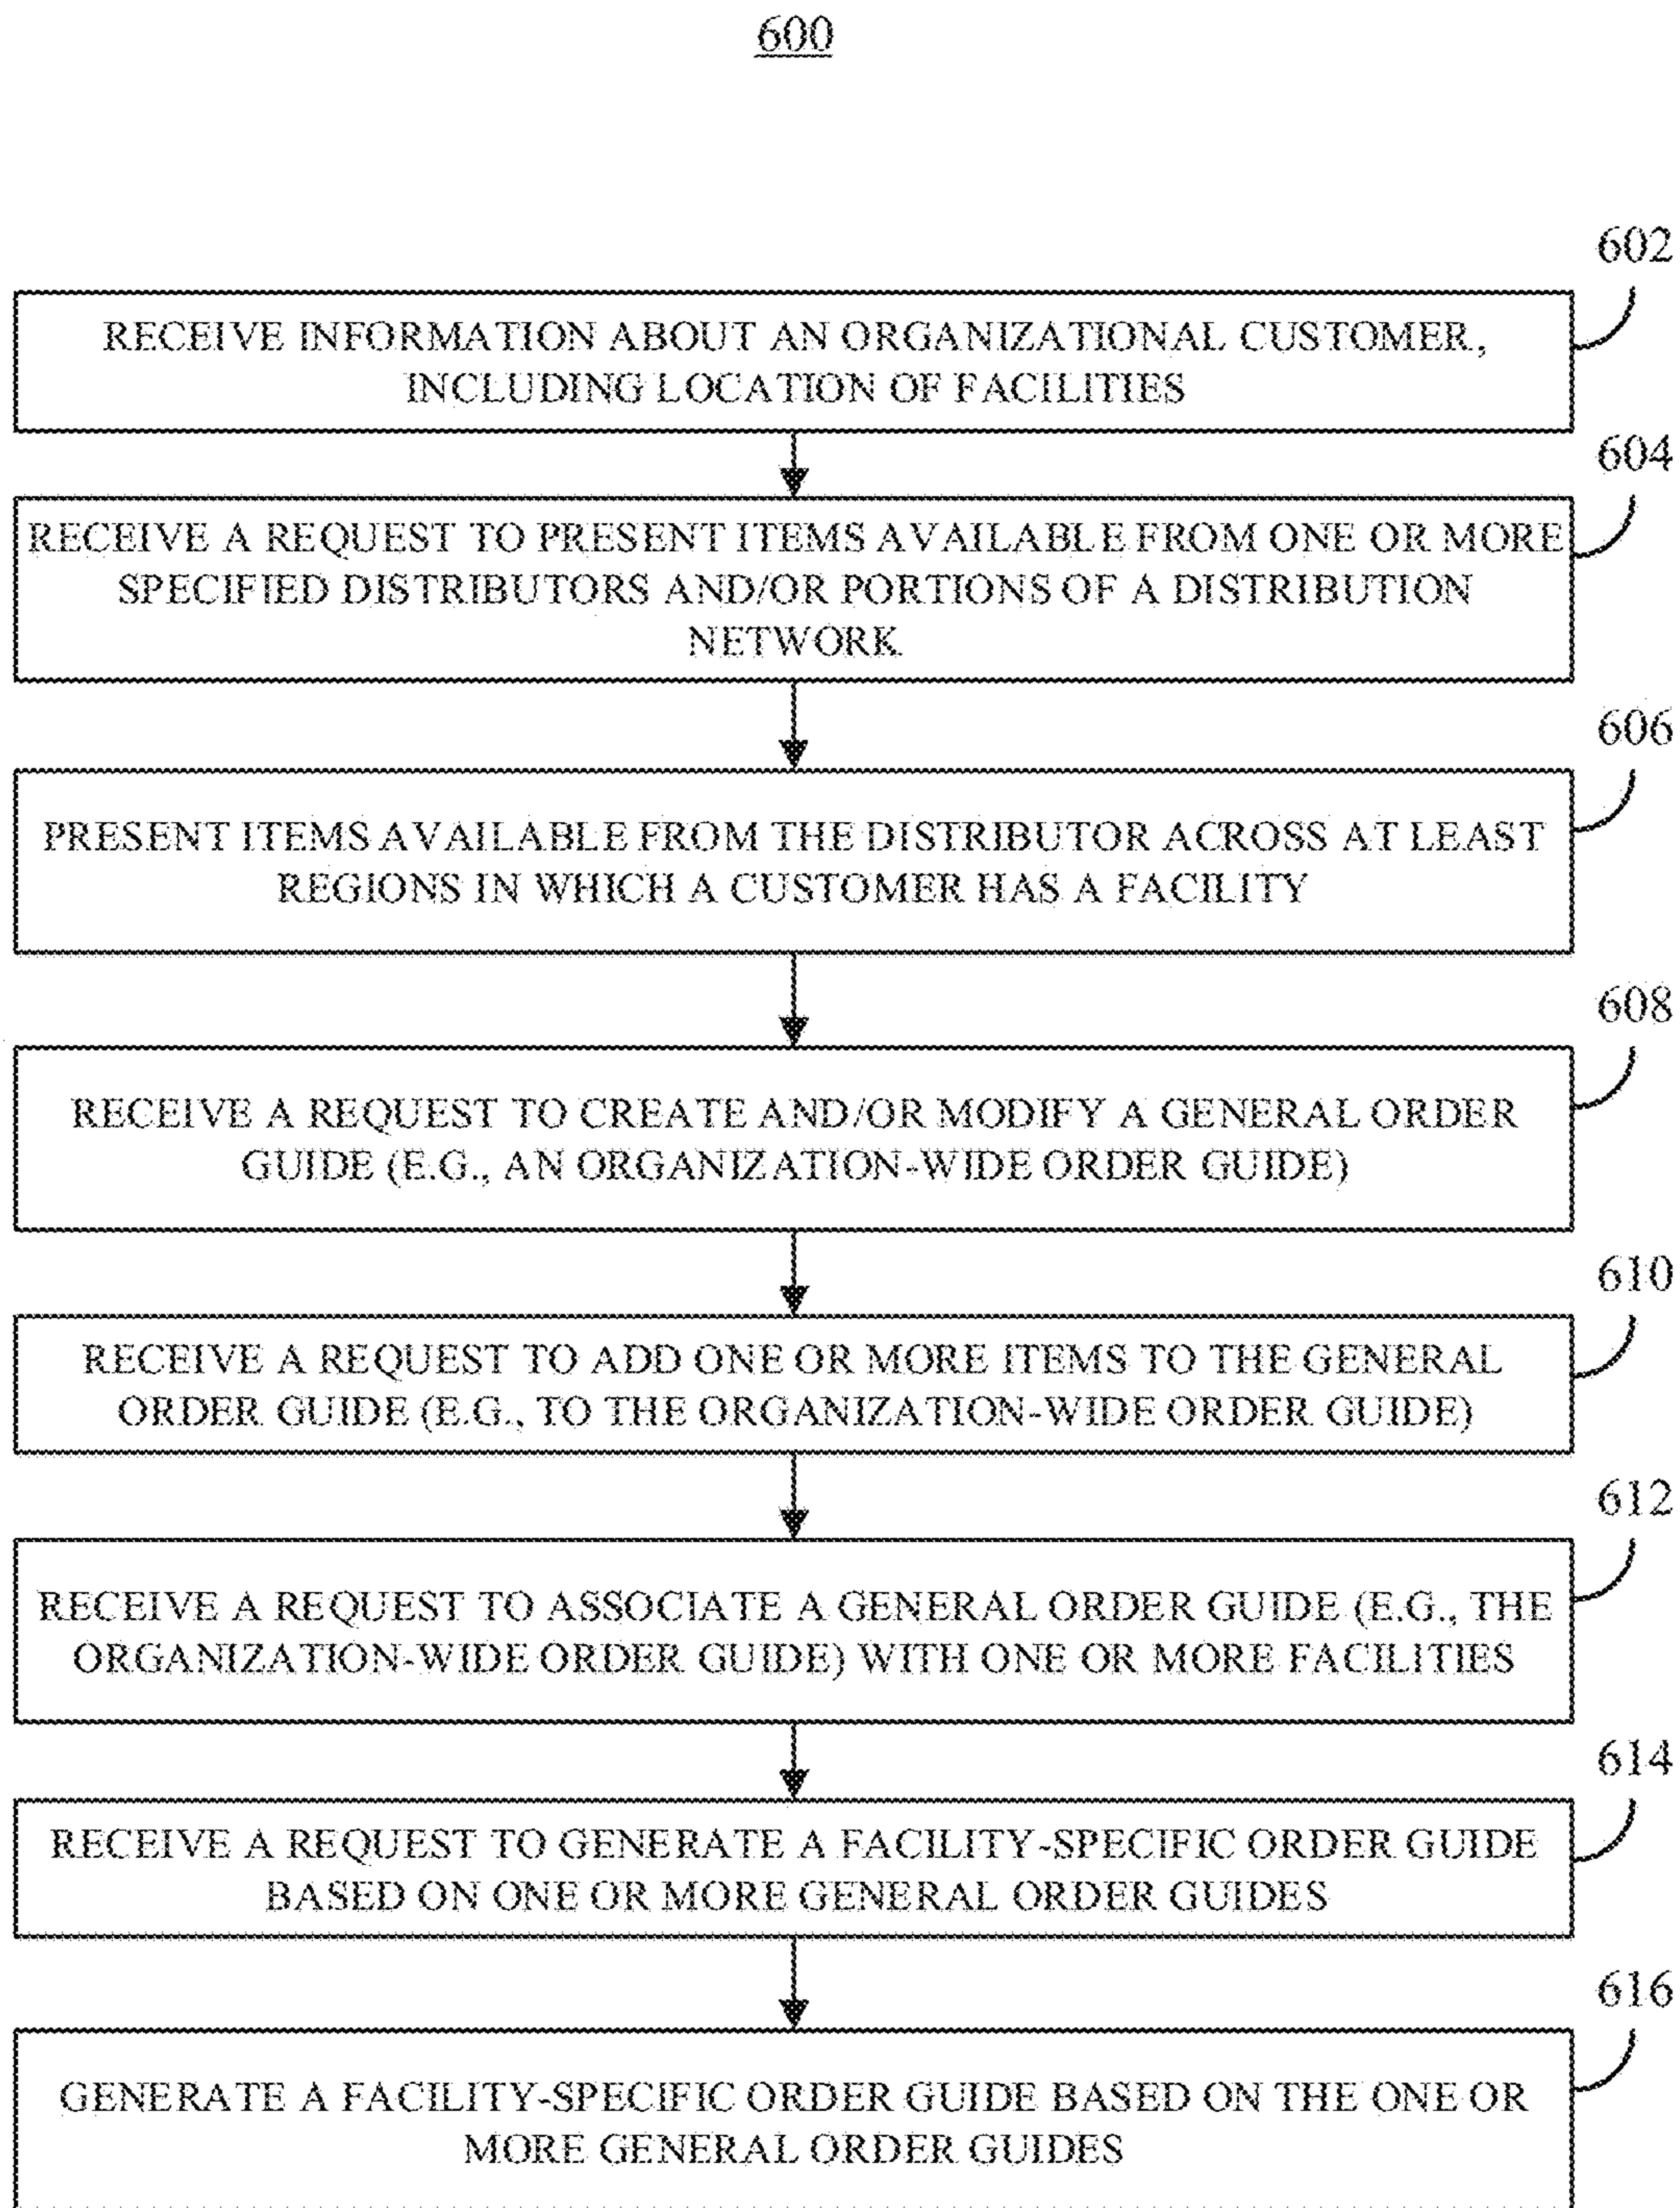 600
602
RECEIVE INFORMATION ABOUT AN ORGANIZATIONAL CUSTOMER,
INCLUDING LOCATION OF FACILITIES
604
RECEIVE A REQUEST TO PRESENT ITEMS AVAILABLE FROM ONE OR MORE
SPECIFIED DISTRIBUTORS AND/OR PORTIONS OF A DISTRIBUTION
NETWORK
606
PRESENT ITEMS AVAILABLE FROM THE DISTRIBUTOR ACROSS AT LEAST
REGIONS IN WHICH A CUSTOMER HAS A FACILITY
608
RECEIVE A REQUEST TO CREATE AND/OR MODIFY A GENERAL ORDER
GUIDE (E.G., AN ORGANIZATION-WIDE ORDER GUIDE)
610
RECEIVE A REQUEST TO ADD ONE OR MORE ITEMS TO THE GENERAL
ORDER GUIDE (E.G., TO THE ORGANIZATION-WIDE ORDER GUIDE)
612
RECEIVE A REQUEST TO ASSOCIATE A GENERAL ORDER GUIDE (E.G., THE
ORGANIZATION-WIDE ORDER GUIDE) WITH ONE OR MORE FACILITIES
614
RECEIVE A REQUEST TO GENERATE A FACILITY-SPECIFIC ORDER GUIDE
BASED ON ONE OR MORE GENERAL ORDER GUIDES
616
GENERATE A FACILITY-SPECIFIC ORDER GUIDE BASED ON THE ONE OR
MORE GENERAL ORDER GUIDES